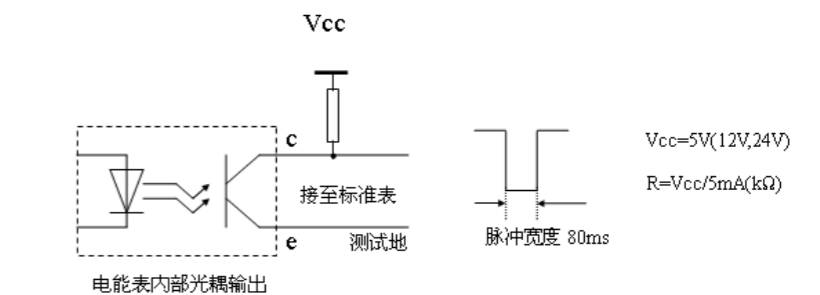 Vcc
c
接至标准表
e
测试地
电能表内部光耦输出
脉冲宽度 80ms
Vcc=5V(12V,24V)
R=Vcc/5mA(kΩ)